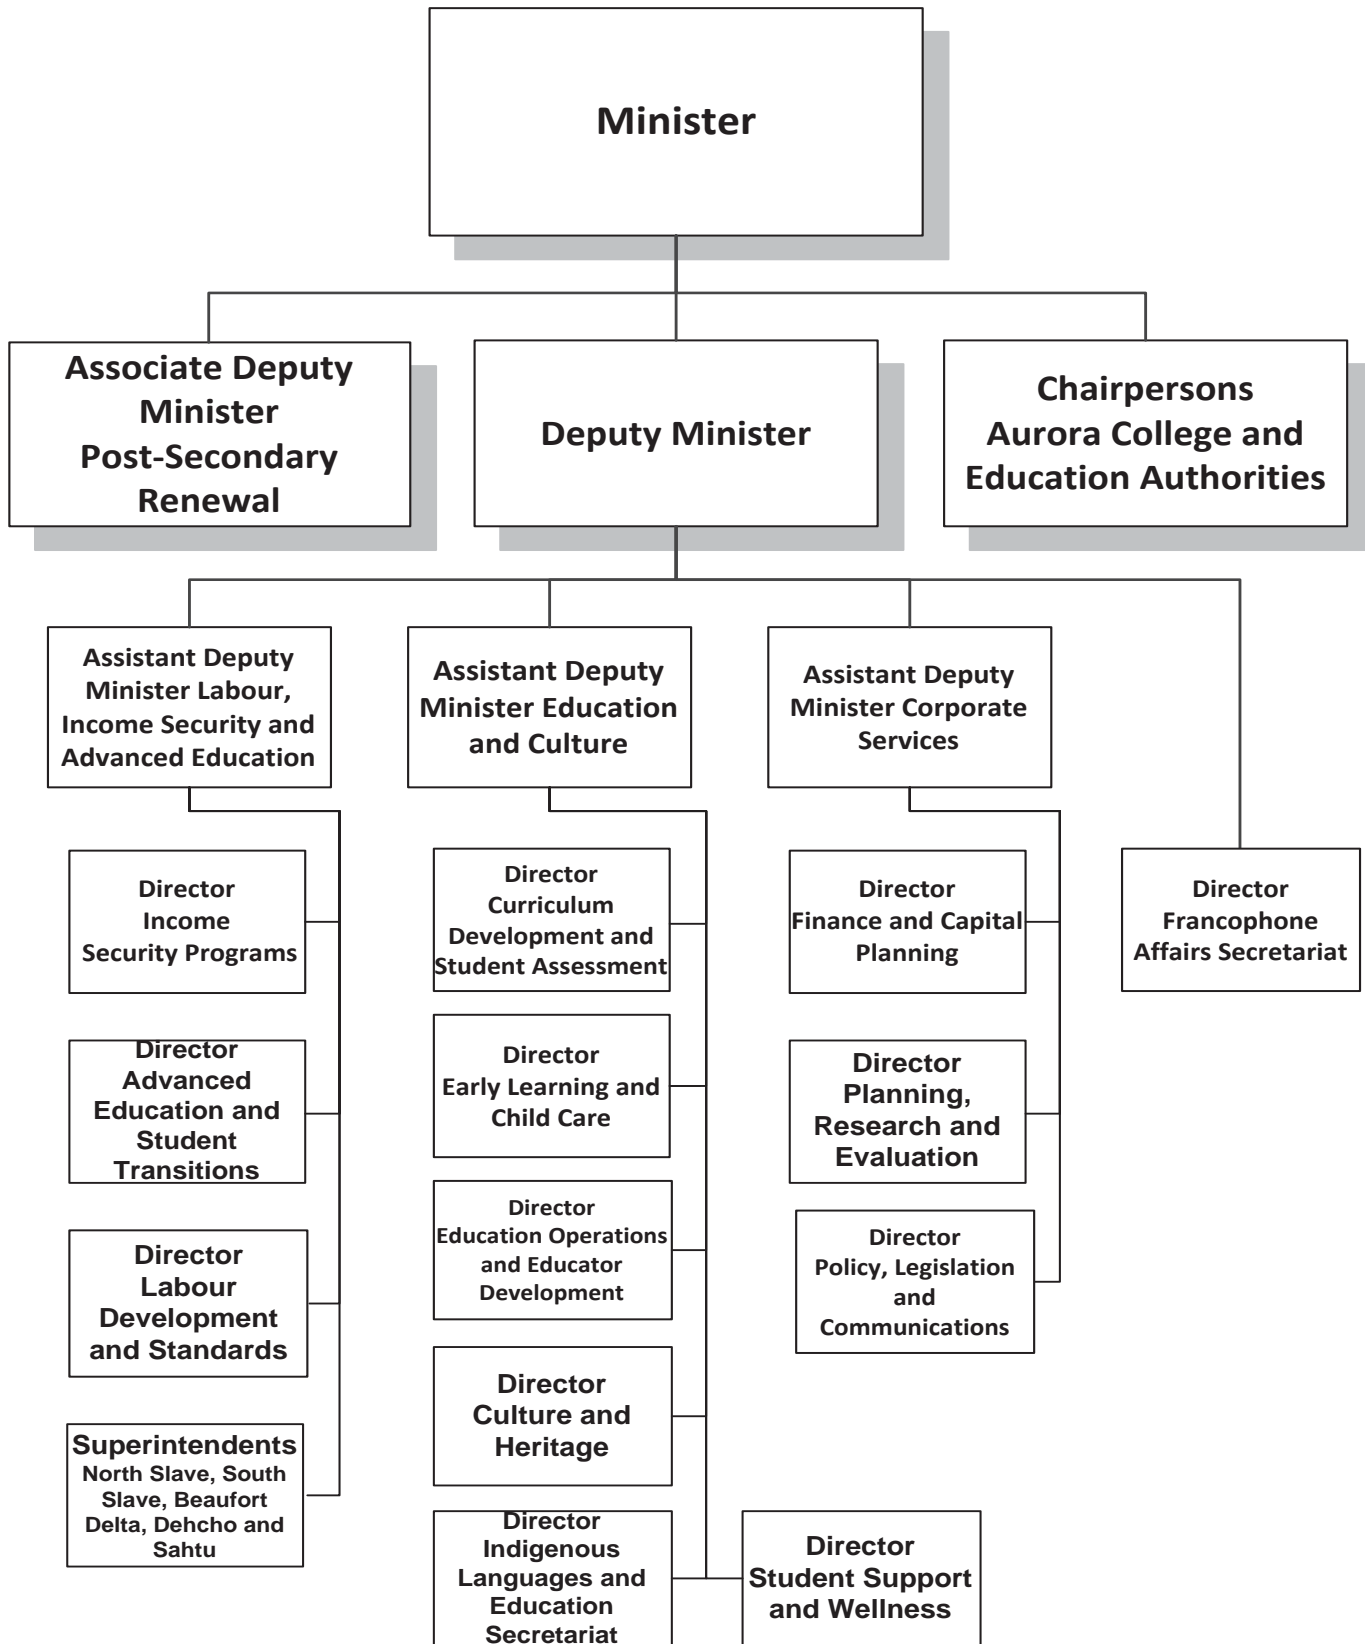 Minister
Associate Deputy
Minister
Post-Secondary
Renewal
Deputy Minister
Chairpersons
Aurora College and
Education Authorities
Assistant Deputy
Minister Labour,
Income Security and
Advanced Education
Assistant Deputy
Minister Education
and Culture
Assistant Deputy
Minister Corporate
Services
Director
Income
Security Programs
Director
Curriculum
Development and
Student Assessment
Director
Finance and Capital
Planning
Director
Francophone
Affairs Secretariat
Director
Advanced
Education and
Student
Transitions
Director
Early Learning and
Child Care
Director
Planning,
Research and
Evaluation
Director
Labour
Development
and Standards
Director
Education Operations
and Educator
Development
Director
Policy, Legislation
and
Communications
Director
Culture and
Heritage
Superintendents
North Slave, South
Slave, Beaufort
Delta, Dehcho and
Sahtu
Director
Indigenous
Languages and
Education
Secretariat
Director
Student Support
and Wellness